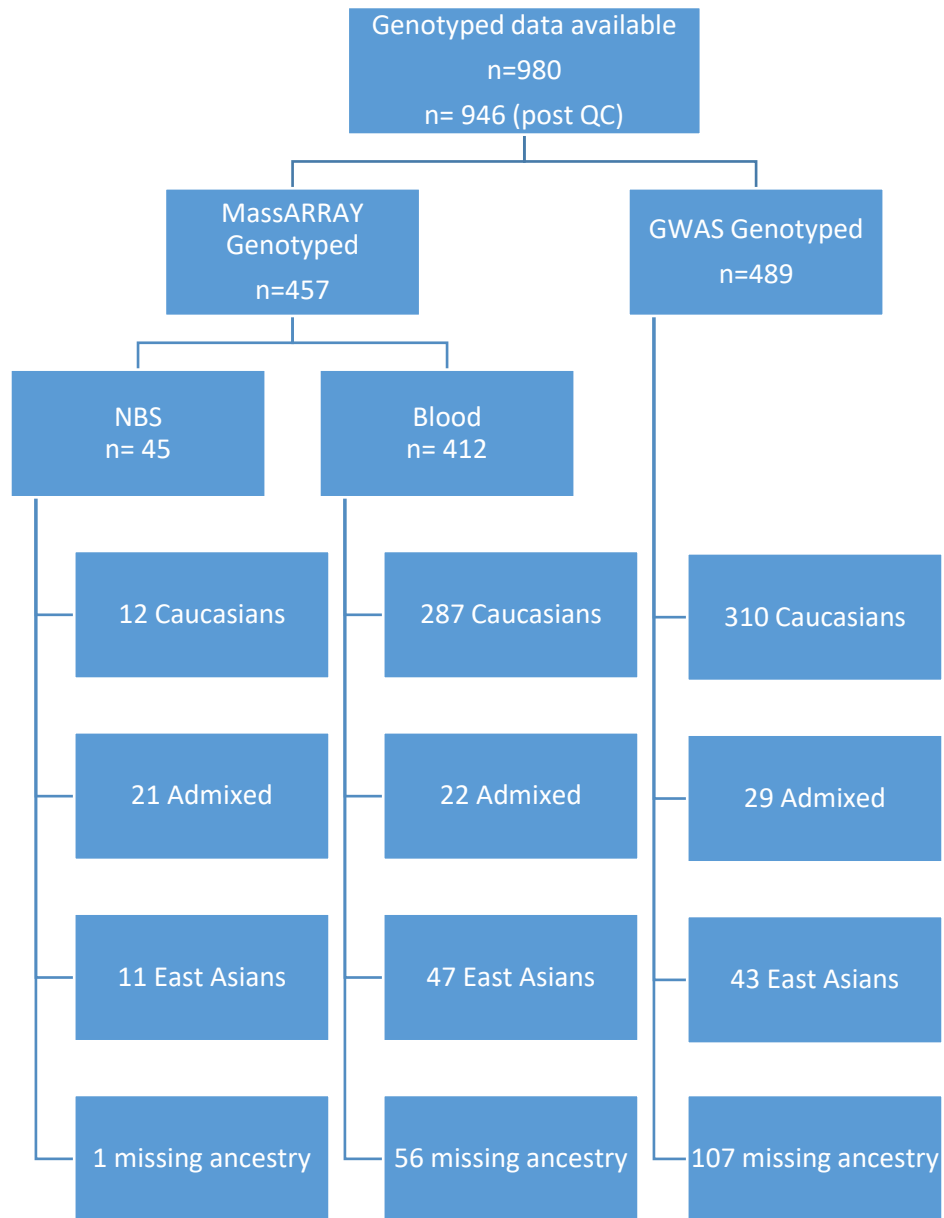 Genotyped data available
n=980
n= 946 (post QC)
MassARRAY
Genotyped
n=457
GWAS Genotyped
n=489
NBS
n= 45
Blood
n= 412
12 Caucasians
287 Caucasians
310 Caucasians
21 Admixed
22 Admixed
29 Admixed
11 East Asians
47 East Asians
43 East Asians
1 missing ancestry
56 missing ancestry
107 missing ancestry